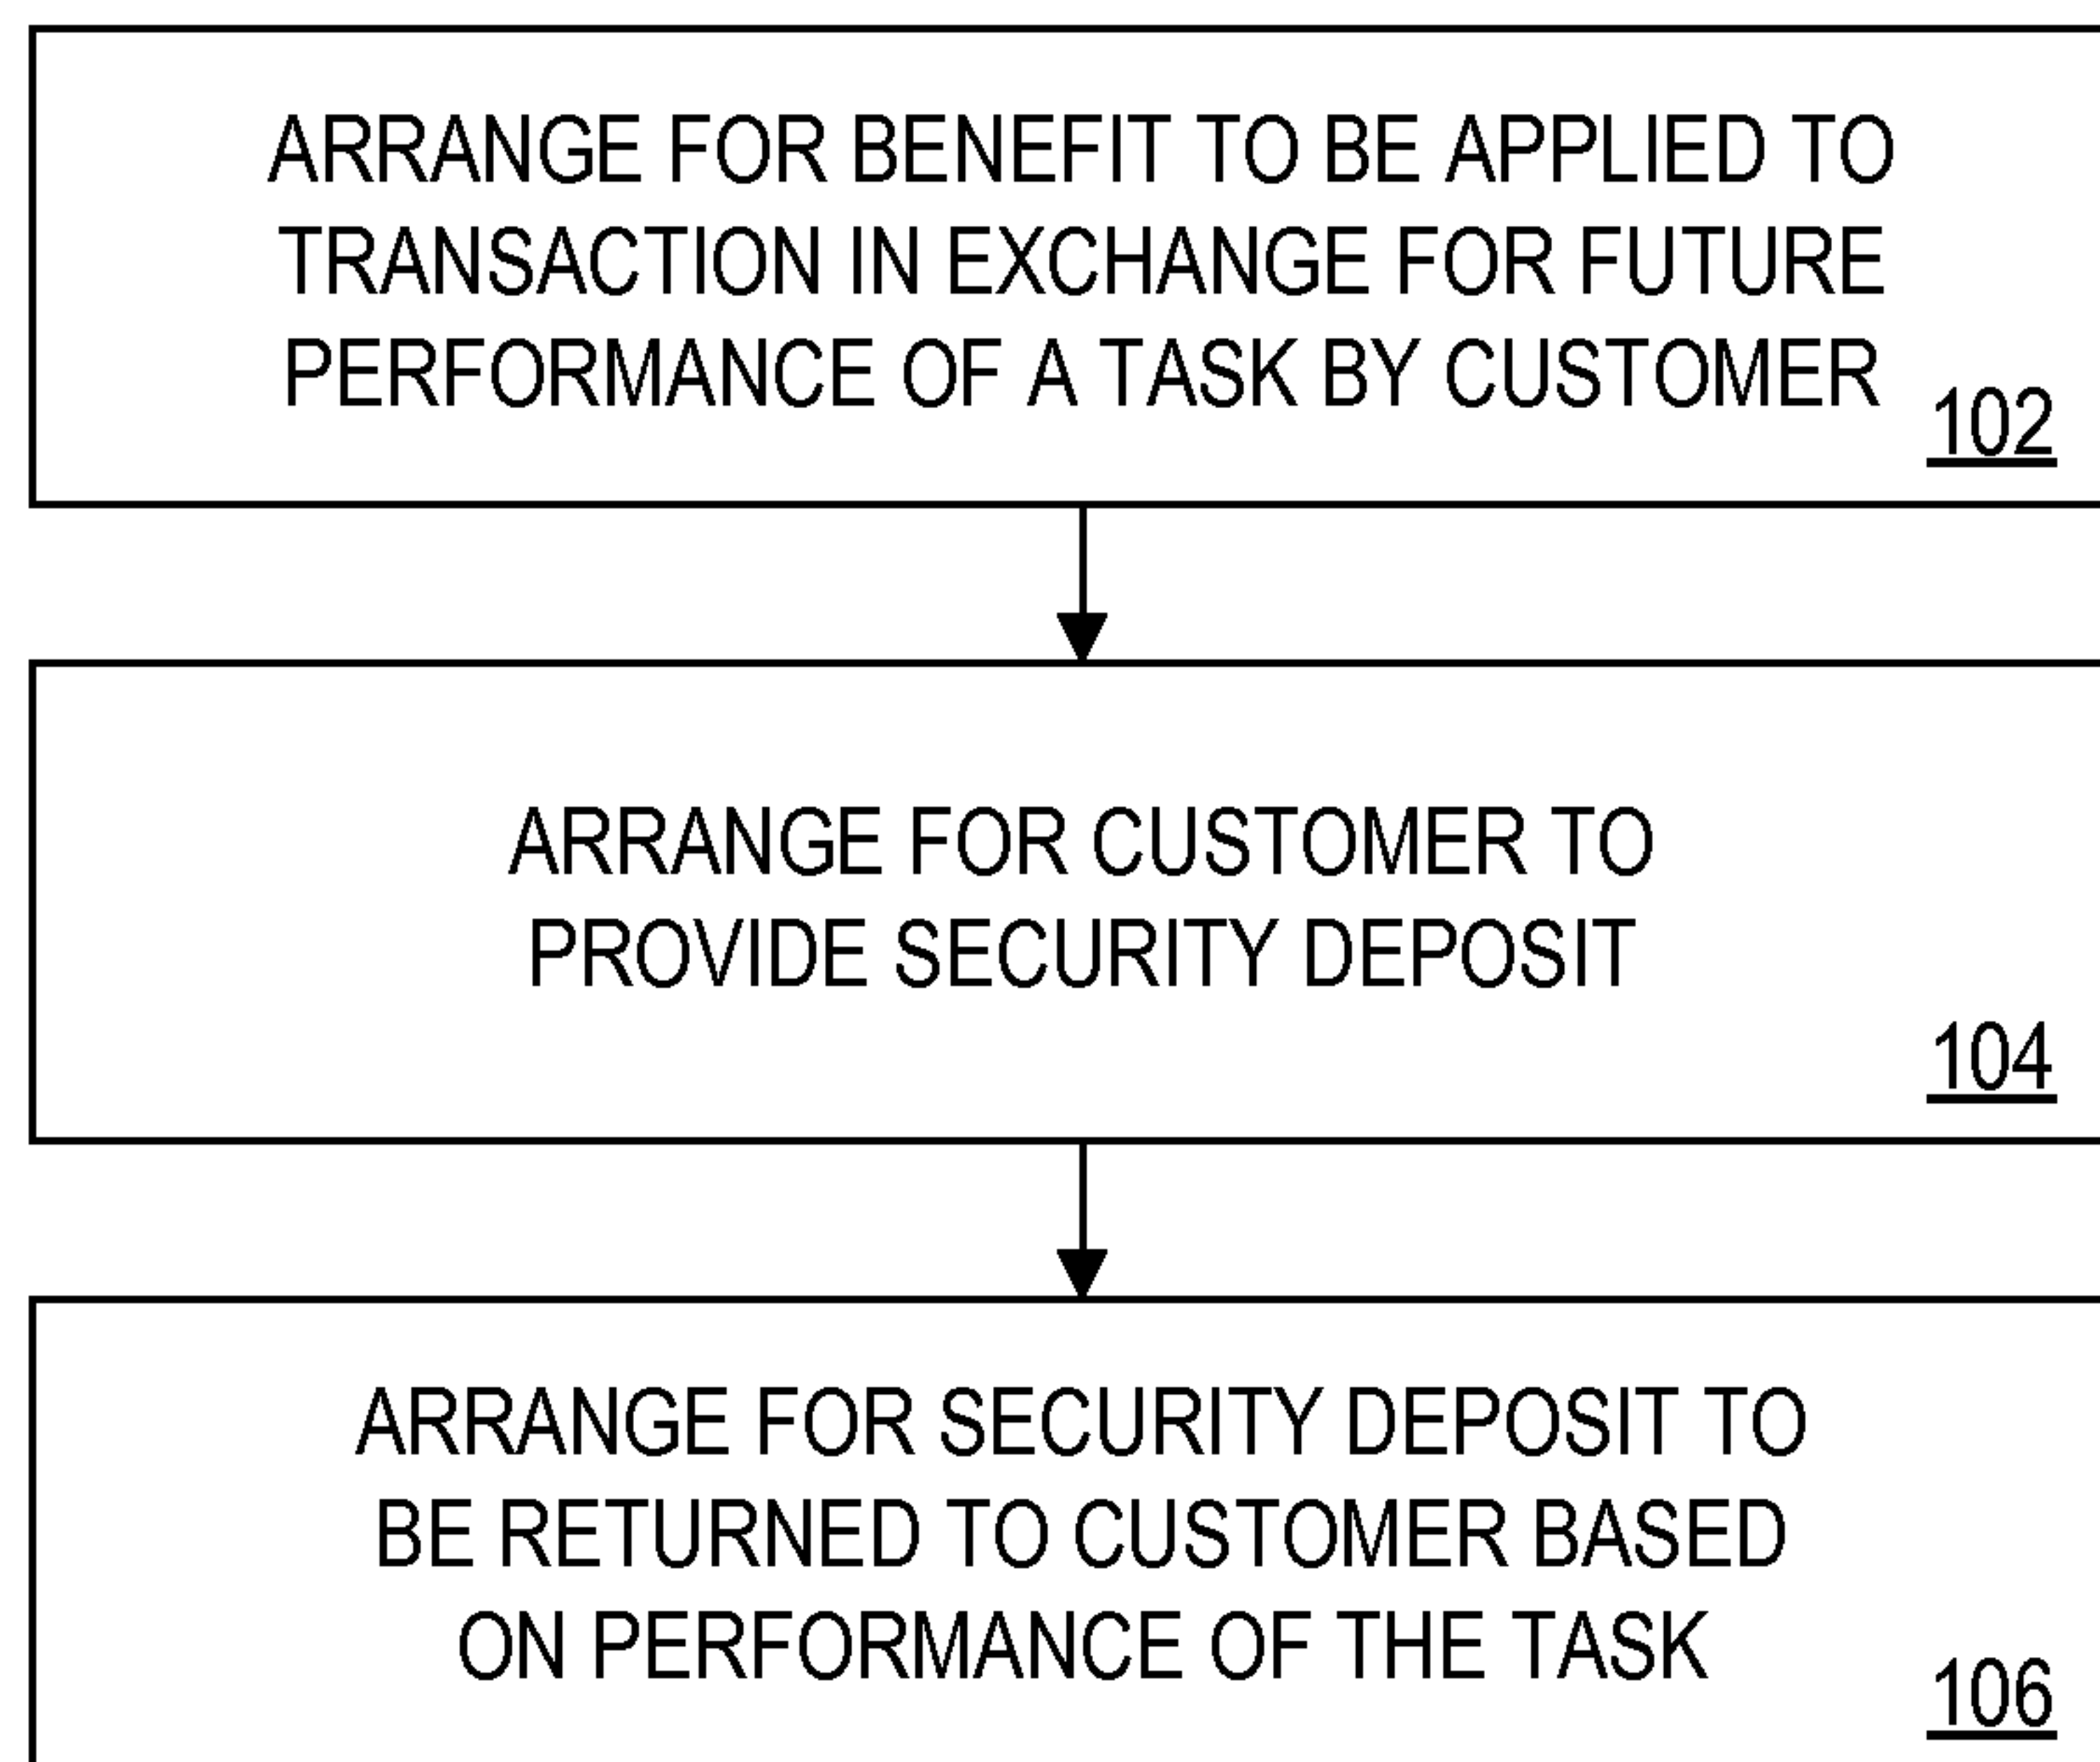 ARRANGE FOR BENEFIT TO BE APPLIED TO
TRANSACTION IN EXCHANGE FOR FUTURE
PERFORMANCE OF A TASK BY CUSTOMER
102
ARRANGE FOR CUSTOMER TO
PROVIDE SECURITY DEPOSIT
104
ARRANGE FOR SECURITY DEPOSIT TO
BE RETURNED TO CUSTOMER BASED
ON PERFORMANCE OF THE TASK
106